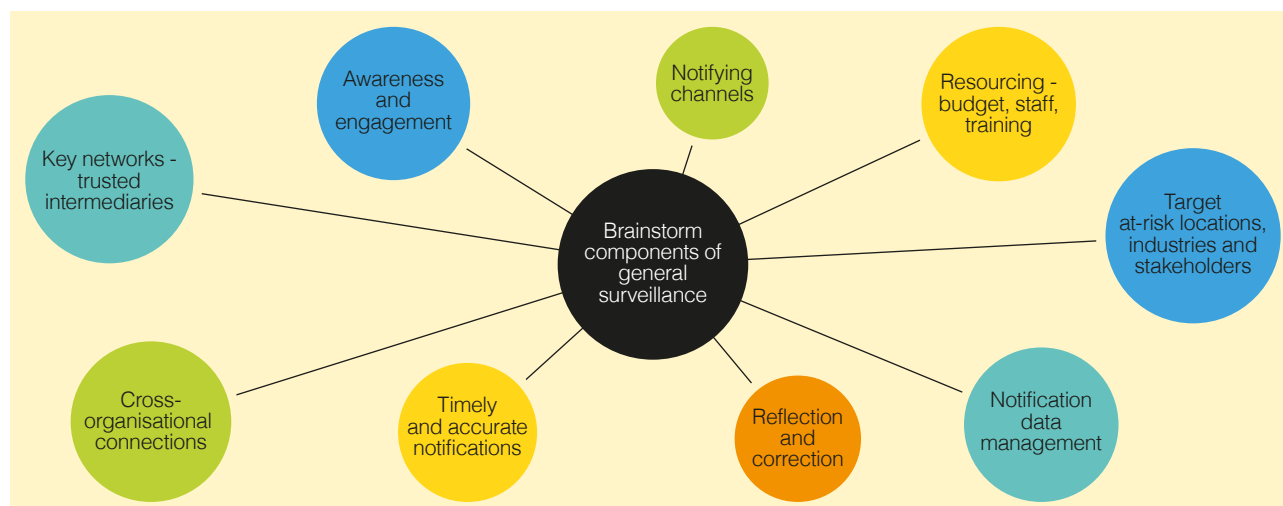 Awareness
and
engagement
Notifying
channels
Resourcing -
budget, staff,
training
Key networks -
trusted
intermediaries
Brainstorm
components of
general
surveillance
Target
at-risk locations,
industries and
stakeholders
Cross-
organisational
connections
Timely
and accurate
notifications
Reflection
and
correction
Notification
data
management